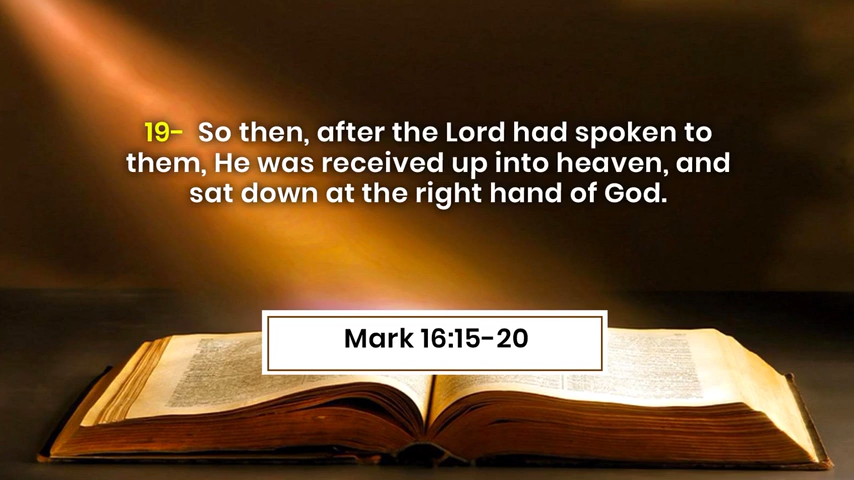 19- So then, after the Lord had spoken to
them, He was received up into heaven, and
sat down at the right hand of God.
Mark 16:15-20